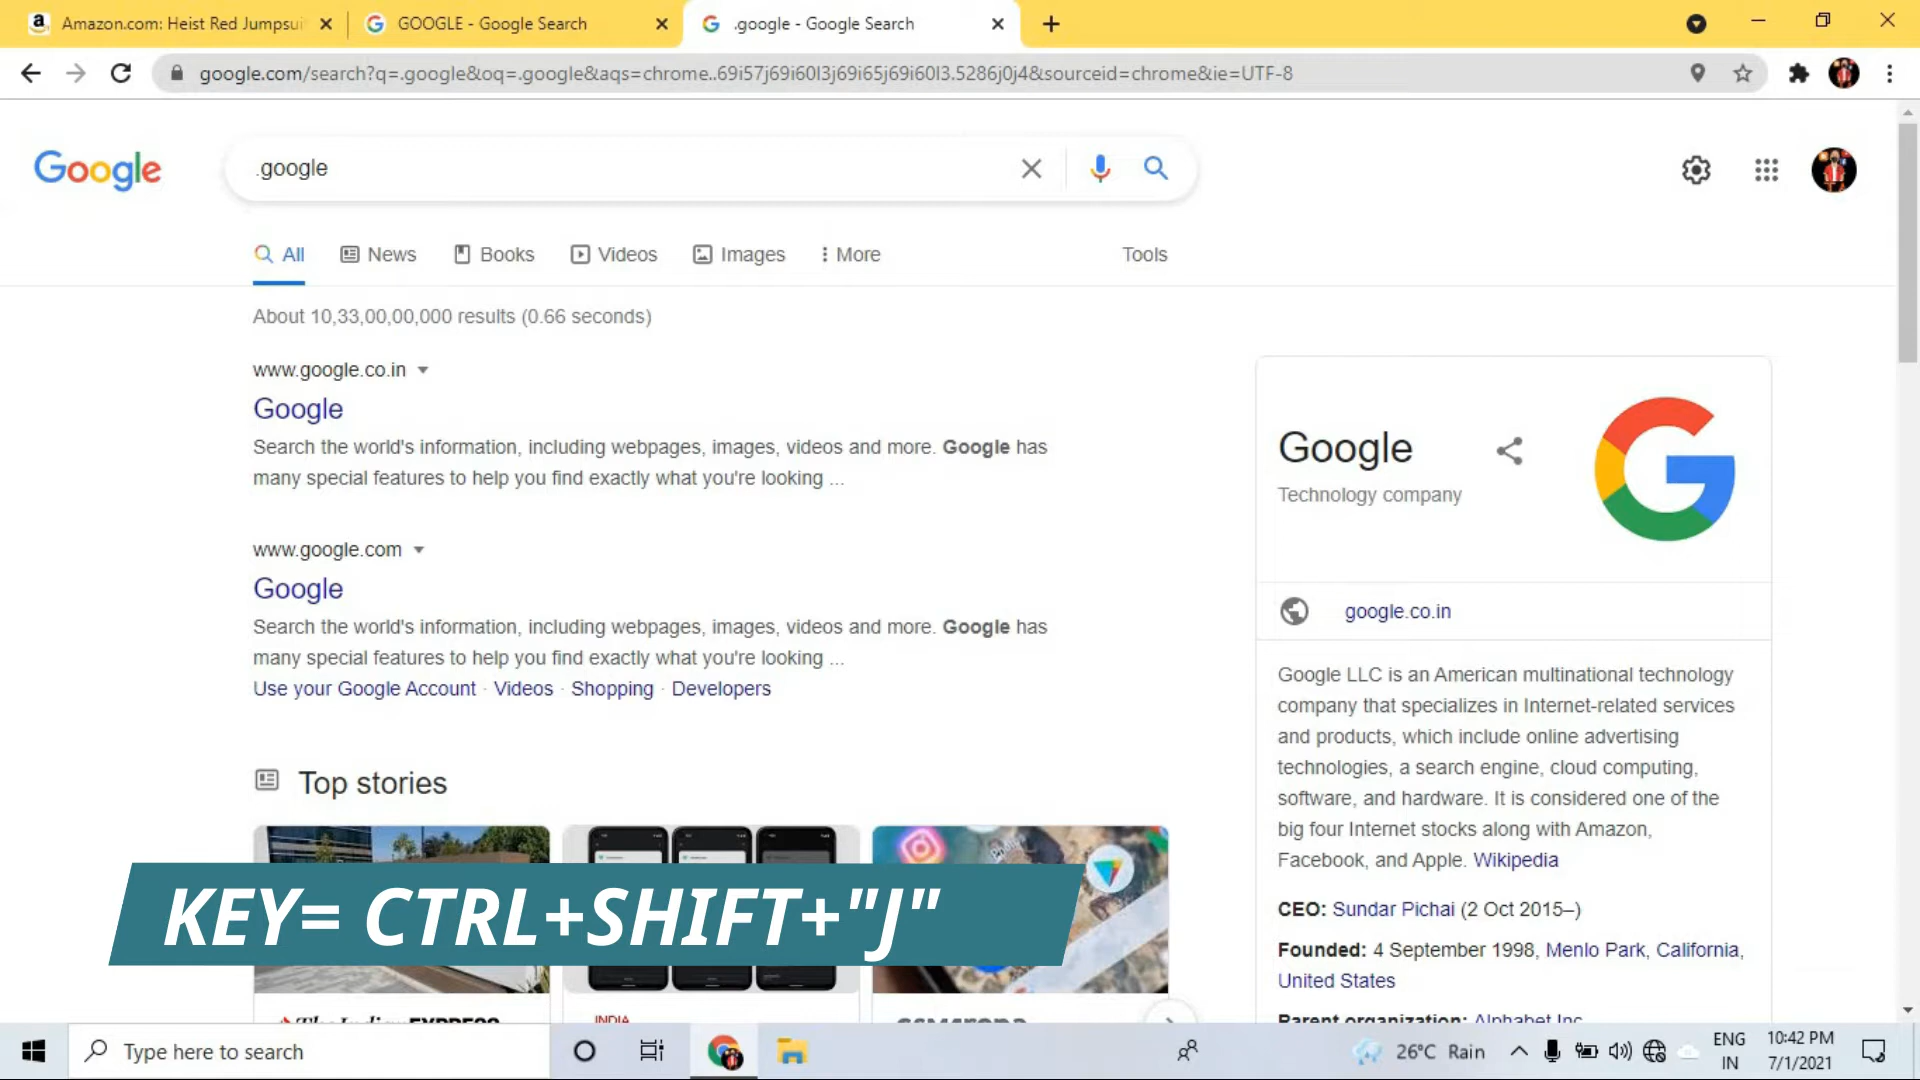 Amazon.com: Heist Red Jumpsui
GOOGLE - Google Search
.google - Google Search
google.com/search?q=.google&oq=.google&aqs=chrome..69i57j69i60l3j69i65j69i60l3.5286j0j4&sourceid=chrome&ie=UTF-8
Google
.google
All
News
Books
Videos
Images
More
Tools
About 10,33,00,00,000 results (0.66 seconds)
www.google.co.in
Google
Search the world's information, including webpages, images, videos and more. Google has
many special features to help you find exactly what you're looking ...
www.google.com
Google
Search the world's information, including webpages, images, videos and more. Google has
many special features to help you find exactly what you're looking ...
Use your Google Account · Videos · Shopping · Developers
Top stories
KEY= CTRL+SHIFT+"J"
The Indian EXPRESS
INDIA
GSMArena
Google
Technology company
google.co.in
Google LLC is an American multinational technology
company that specializes in Internet-related services
and products, which include online advertising
technologies, a search engine, cloud computing,
software, and hardware. It is considered one of the
big four Internet stocks along with Amazon,
Facebook, and Apple. Wikipedia
CEO: Sundar Pichai (2 Oct 2015–)
Founded: 4 September 1998, Menlo Park, California,
United States
Parent organization: Alphabet Inc.
Type here to search
26°C Rain
ENG
IN
10:42 PM
7/1/2021